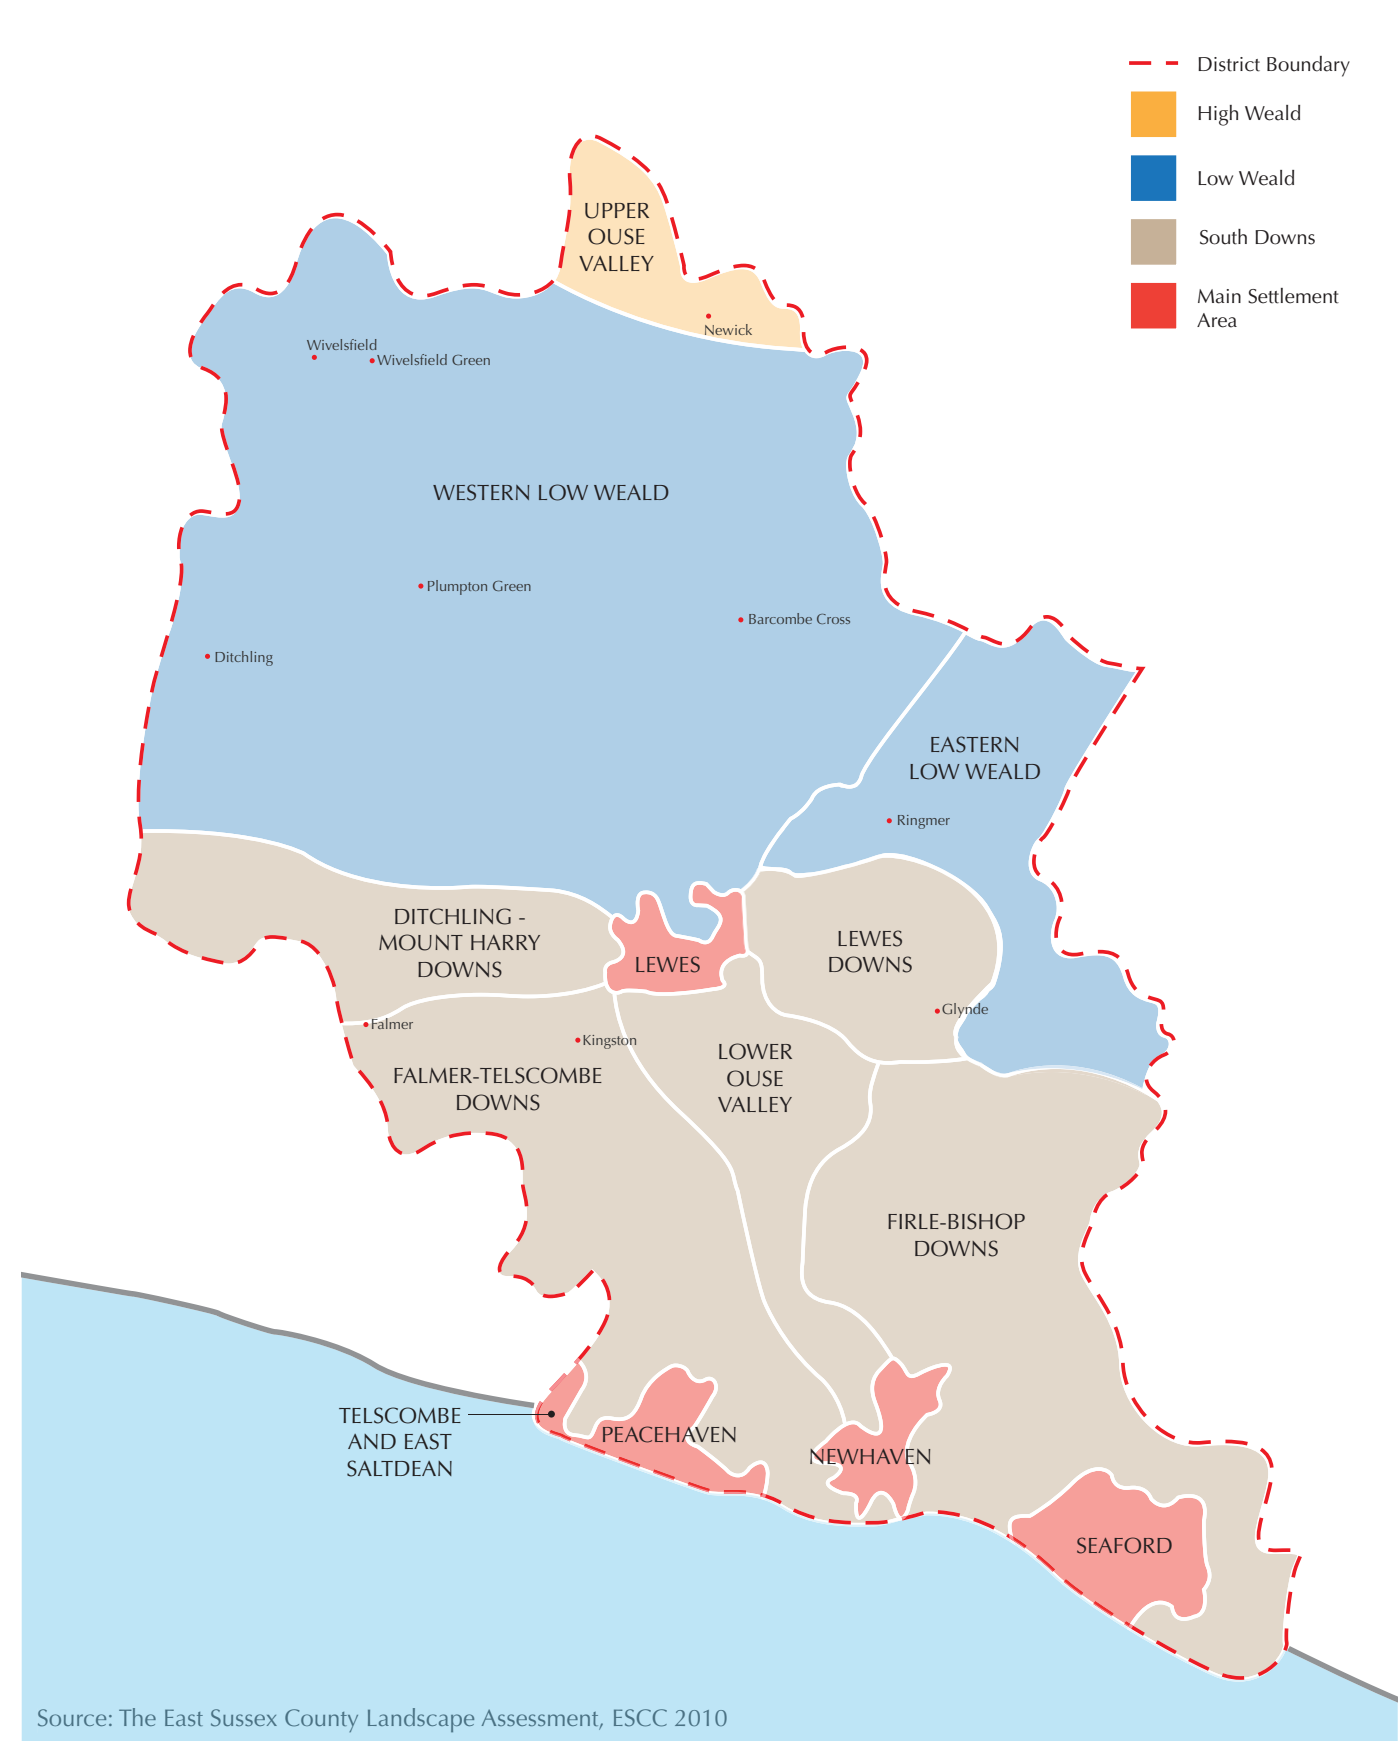 District Boundary
High Weald
Low Weald
South Downs
Main Settlement
Area
UPPER
OUSE
VALLEY
Newick
Wivelsfield
Wivelsfield Green
WESTERN LOW WEALD
Plumpton Green
Barcombe Cross
Ditchling
EASTERN
LOW WEALD
Ringmer
DITCHLING -
MOUNT HARRY
DOWNS
LEWES
LEWES
DOWNS
Glynde
Falmer
Kingston
FALMER-TELSCOMBE
DOWNS
LOWER
OUSE
VALLEY
FIRLE-BISHOP
DOWNS
TELSCOMBE
AND EAST
SALTDEAN
PEACEHAVEN
NEWHAVEN
SEAFORD
Source: The East Sussex County Landscape Assessment, ESCC 2010